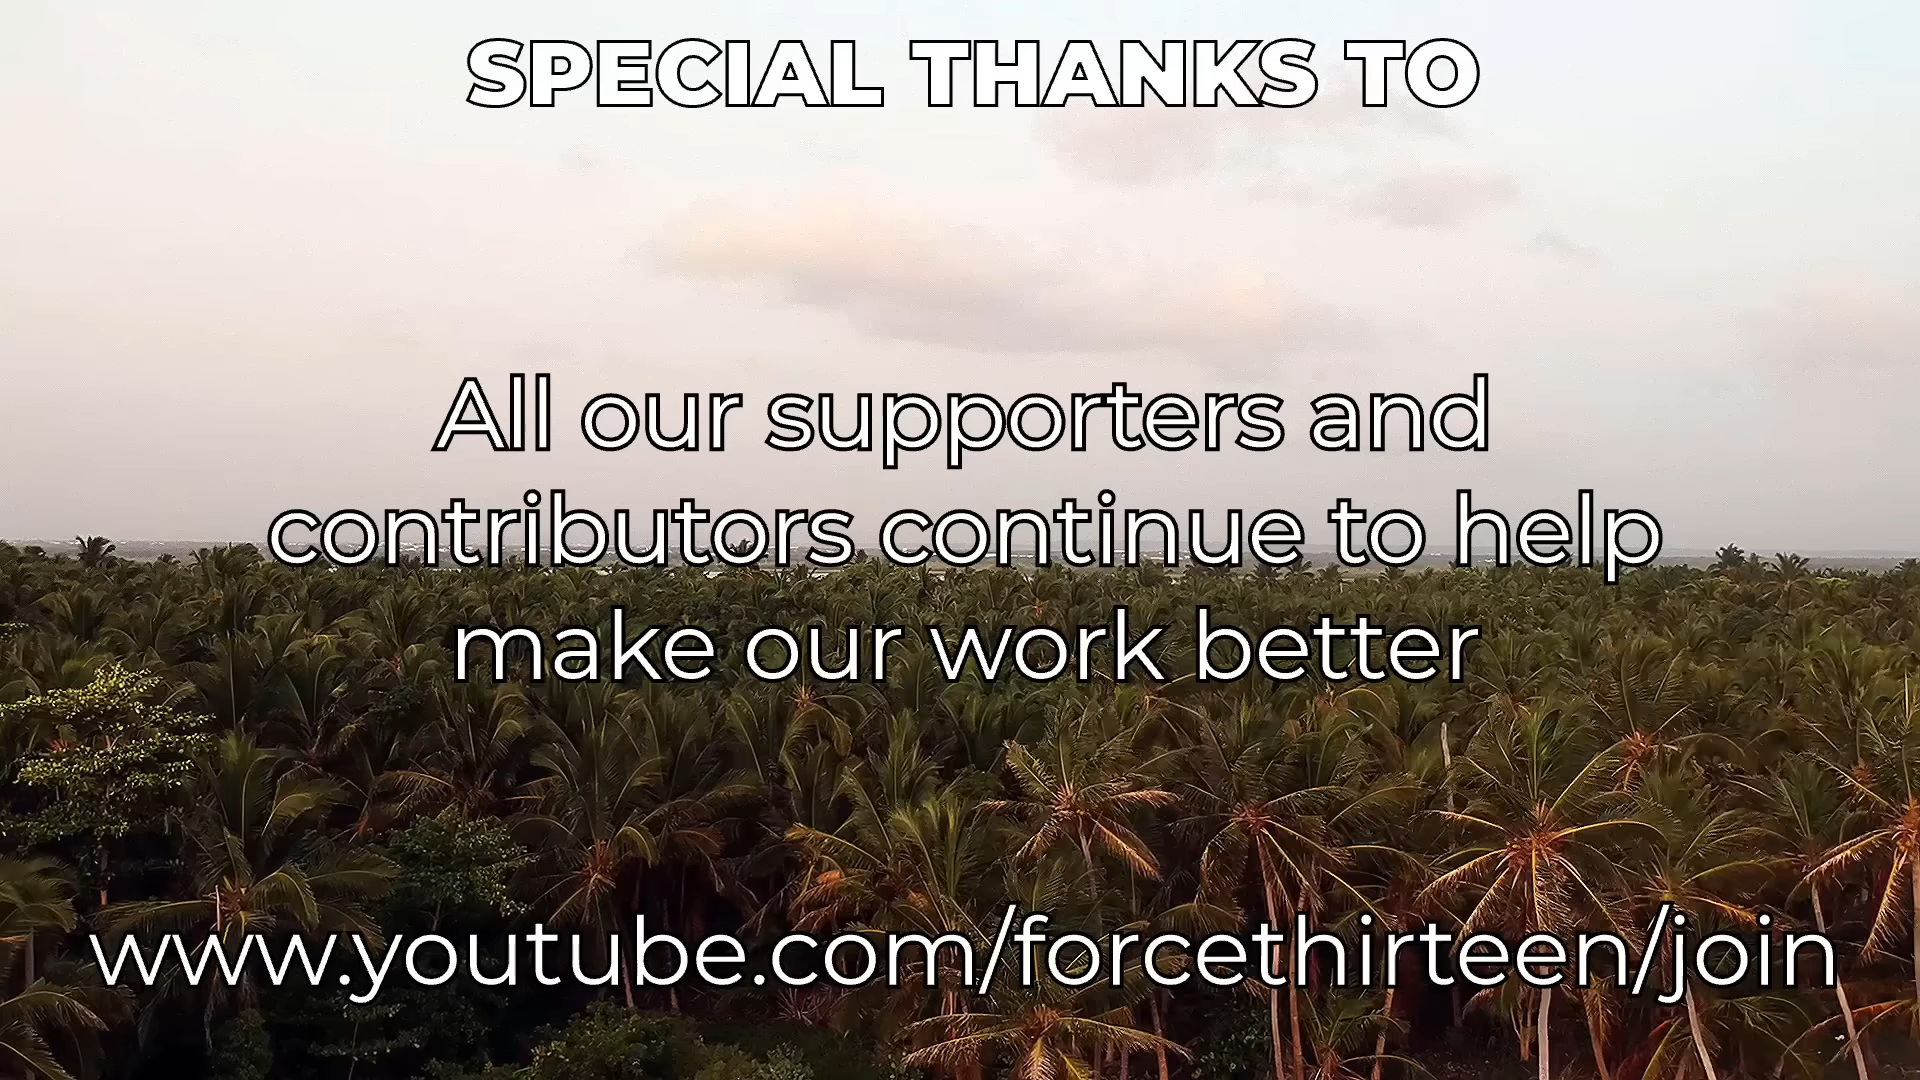 SPECIAL THANKS TO
All our supporters and
contributors continue to help
make our work better
www.youtube.com/forcethirteen/join